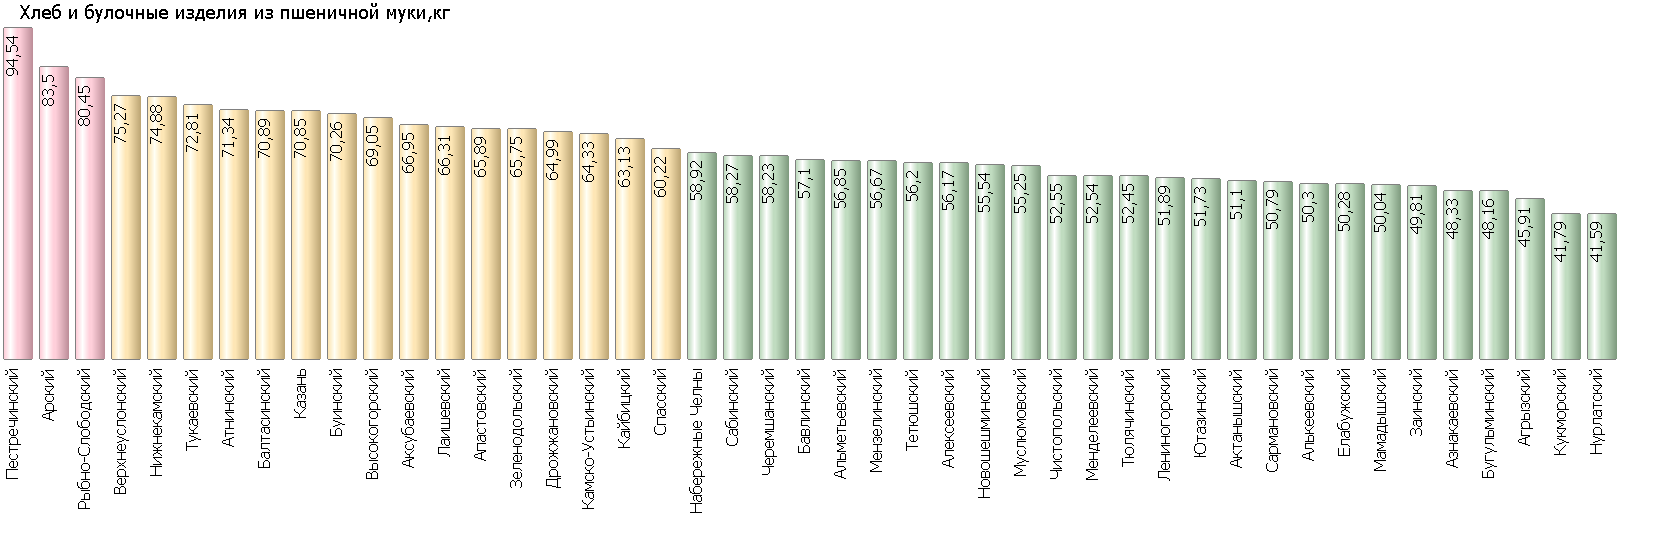 Хлеб и булочные изделия из пшеничной муки,кг
94,54
83,5
80,45
75,27
74,88
72,81
71,34
70,89
70,85
70,26
69,05
66,95
66,31
65,89
65,75
64,99
64,33
63,13
60,22
58,92
58,27
58,23
57,1
56,85
56,67
56,2
56,17
55,54
55,25
52,55
52,54
52,45
51,89
51,73
51,1
50,79
50,3
50,28
50,04
49,81
48,33
48,16
45,91
41,79
41,59
Пестречинский
Арский
Рыбно-Слободский
Верхнеуслонский
Нижнекамский
Тукаевский
Атнинский
Балтасинский
Казань
Буинский
Высокогорский
Аксубаевский
Лаишевский
Апастовский
Зеленодольский
Дрожжановский
Камско-Устьинский
Кайбицкий
Спасский
Набережные Челны
Сабинский
Черемшанский
Бавлинский
Альметьевский
Мензелинский
Тетюшский
Алексеевский
Новошешминский
Муслюмовский
Чистопольский
Менделеевский
Тюлячинский
Лениногорский
Ютазинский
Актанышский
Сармановский
Алькеевский
Елабужский
Мамадышский
Заинский
Азнакаевский
Бугульминский
Агрызский
Кукморский
Нурлатский